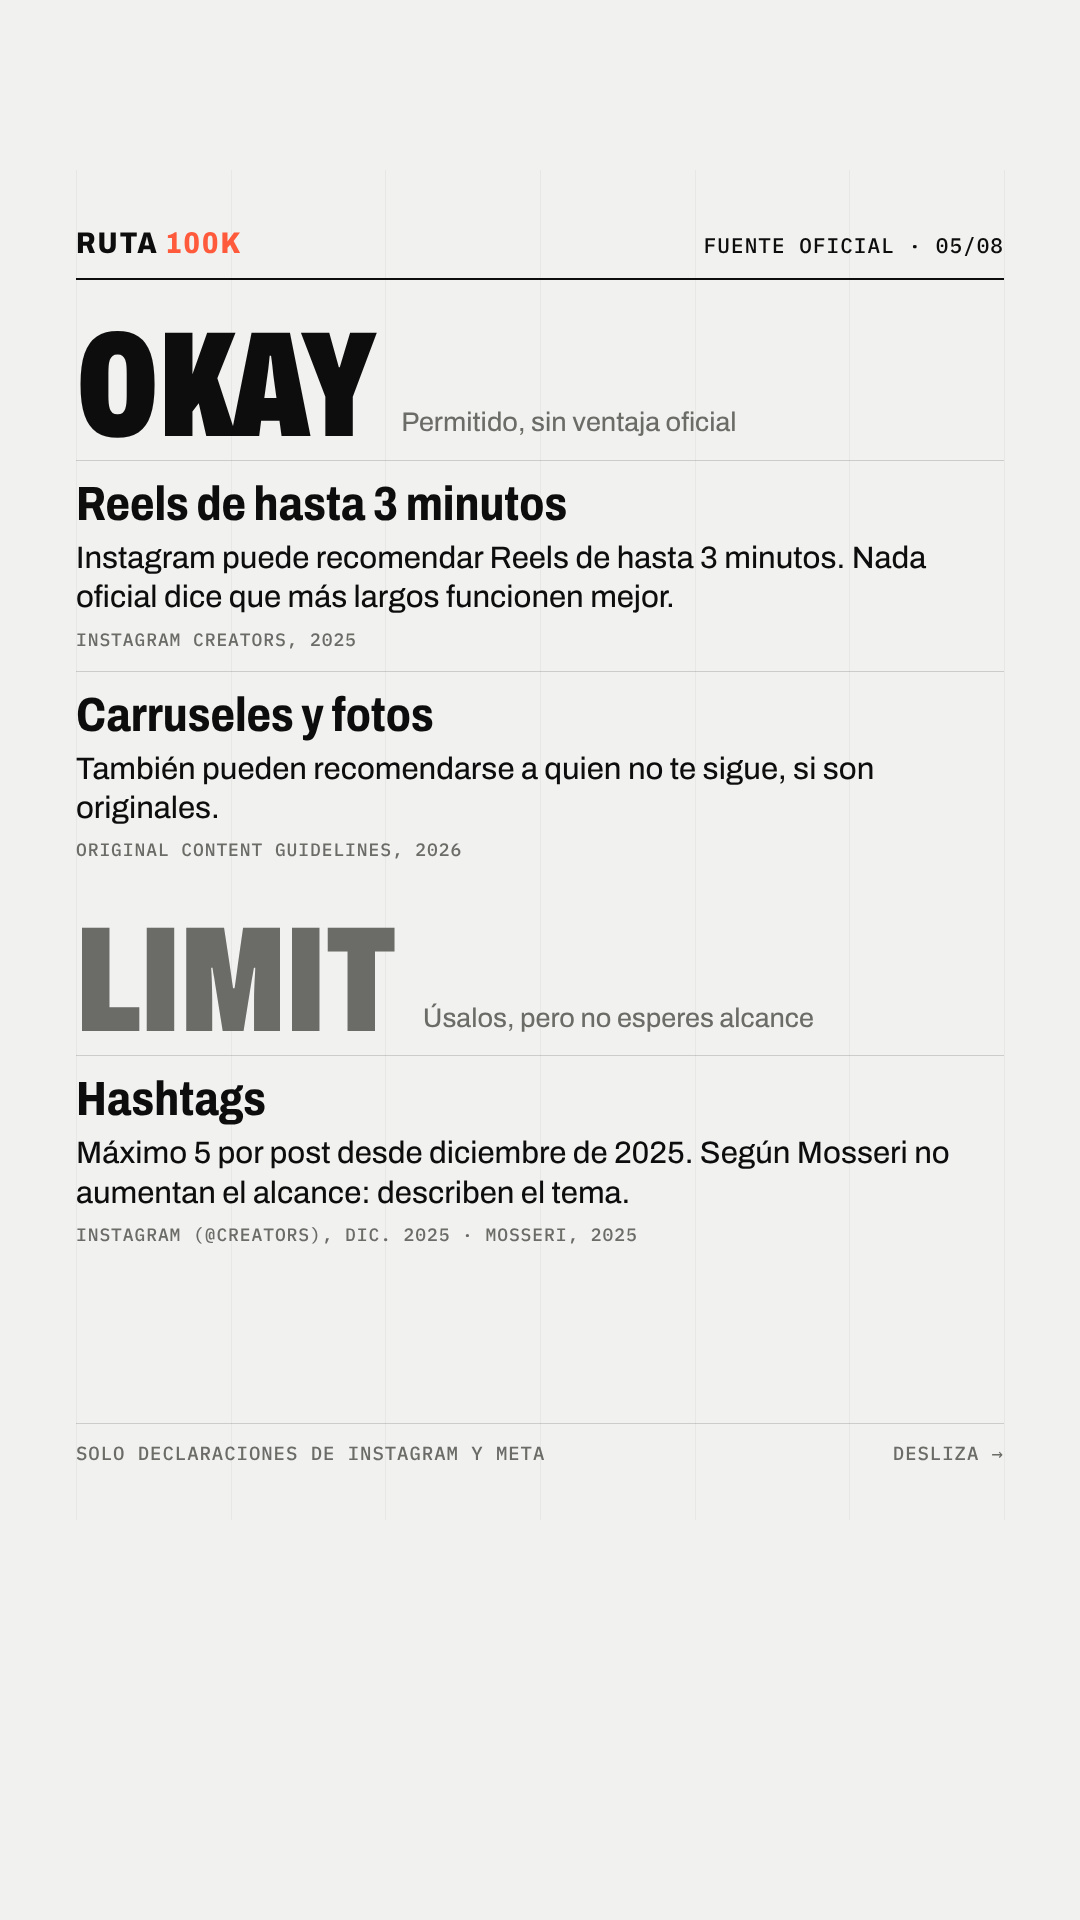 RUTA 100K
FUENTE OFICIAL · 05/08
OKAY
Permitido, sin ventaja oficial
Reels de hasta 3 minutos
Instagram puede recomendar Reels de hasta 3 minutos. Nada
oficial dice que más largos funcionen mejor.
INSTAGRAM CREATORS, 2025
Carruseles y fotos
También pueden recomendarse a quien no te sigue, si son
originales.
ORIGINAL CONTENT GUIDELINES, 2026
LIMIT
Úsalos, pero no esperes alcance
Hashtags
Máximo 5 por post desde diciembre de 2025. Según Mosseri no
aumentan el alcance: describen el tema.
INSTAGRAM (@CREATORS), DIC. 2025 · MOSSERI, 2025
SOLO DECLARACIONES DE INSTAGRAM Y META
DESLIZA →